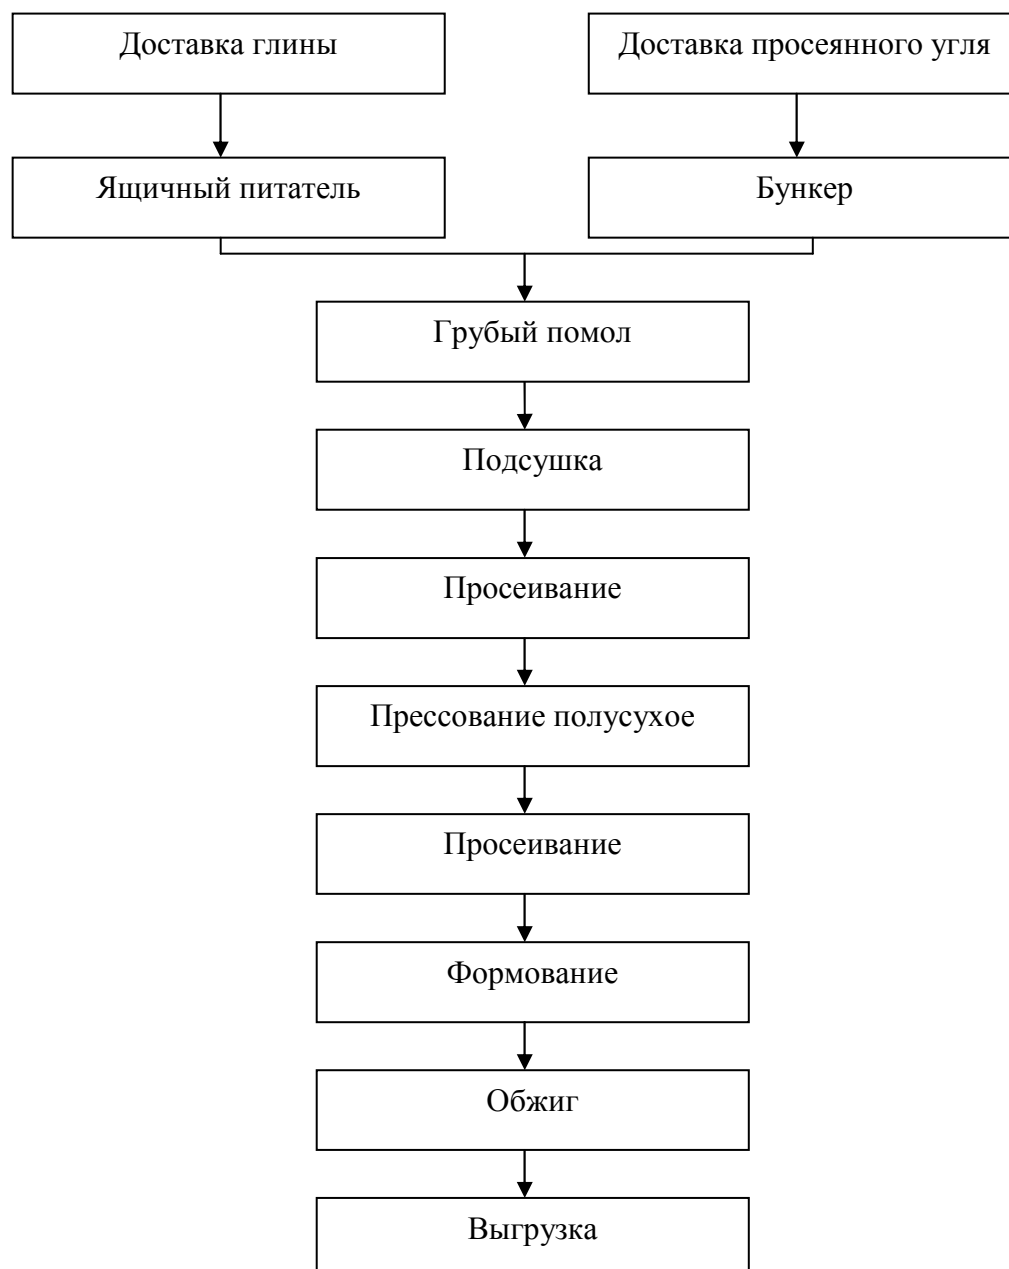 Доставка глины
Доставка просеянного угля
Ящичный питатель
Бункер
Грубый помол
Подсушка
Просеивание
Прессование полусухое
Просеивание
Формование
Обжиг
Выгрузка